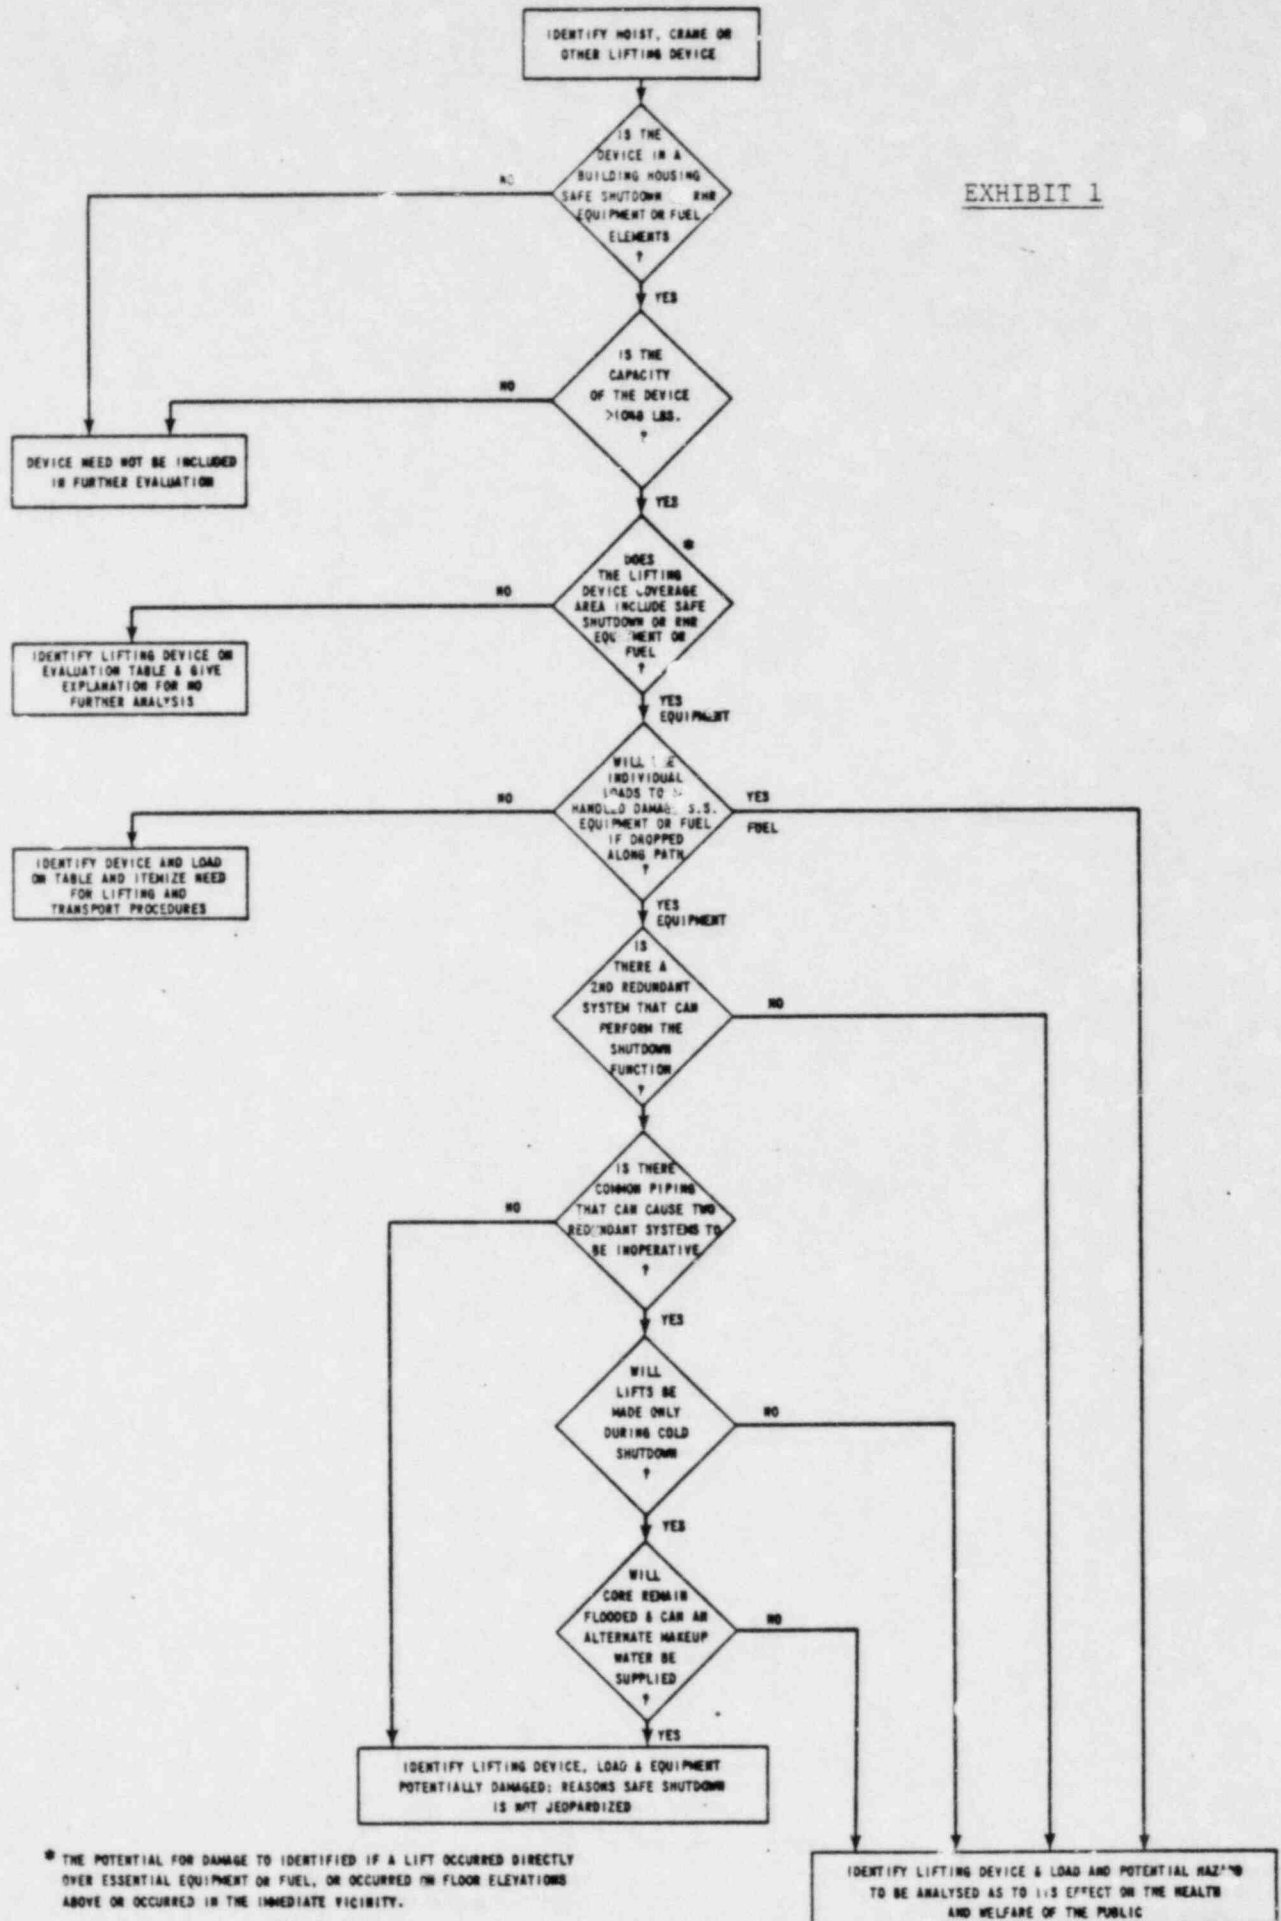 IDENTIFY HOIST, CRANE OR
OTHER LIFTING DEVICE
EXHIBIT 1
IS THE
DEVICE IN A
BUILDING HOUSING
SAFE SHUTDOWN RHR
EQUIPMENT OR FUEL
ELEMENTS
?
NO
YES
IS THE
CAPACITY
OF THE DEVICE
LBS.
?
NO
YES
DEVICE NEED NOT BE INCLUDED
IN FURTHER EVALUATION
*
DOES
THE LIFTING
DEVICE COVERAGE
AREA INCLUDE SAFE
SHUTDOWN OR RHR
EQUIPMENT OR
FUEL
?
NO
YES
EQUIPMENT
IDENTIFY LIFTING DEVICE ON
EVALUATION TABLE & GIVE
EXPLANATION FOR NO
FURTHER ANALYSIS
WILL
INDIVIDUAL
LOADS TO
HANDLED DAMAGE S.S.
EQUIPMENT OR FUEL
IF DROPPED
ALONG PATH
?
NO
YES
FUEL
YES
EQUIPMENT
IDENTIFY DEVICE AND LOAD
ON TABLE AND ITEMIZE NEED
FOR LIFTING AND
TRANSPORT PROCEDURES
IS
THERE A
2ND REDUNDANT
SYSTEM THAT CAN
PERFORM THE
SHUTDOWN
FUNCTION
?
NO
IS THERE
COMMON PIPING
THAT CAN CAUSE TWO
REDUNDANT SYSTEMS TO
BE INOPERATIVE
?
NO
YES
WILL
LIFTS BE
MADE ONLY
DURING COLD
SHUTDOWN
?
NO
YES
WILL
CORE REMAIN
FLOODED & CAN AN
ALTERNATE MAKEUP
WATER BE
SUPPLIED
?
NO
YES
IDENTIFY LIFTING DEVICE, LOAD & EQUIPMENT
POTENTIALLY DAMAGED; REASONS SAFE SHUTDOWN
IS NOT JEOPARDIZED
* THE POTENTIAL FOR DAMAGE TO IDENTIFIED IF A LIFT OCCURRED DIRECTLY
OVER ESSENTIAL EQUIPMENT OR FUEL, OR OCCURRED ON FLOOR ELEVATIONS
ABOVE OR OCCURRED IN THE IMMEDIATE VICINITY.
IDENTIFY LIFTING DEVICE & LOAD AND POTENTIAL HAZARD
TO BE ANALYSED AS TO ITS EFFECT ON THE HEALTH
AND WELFARE OF THE PUBLIC